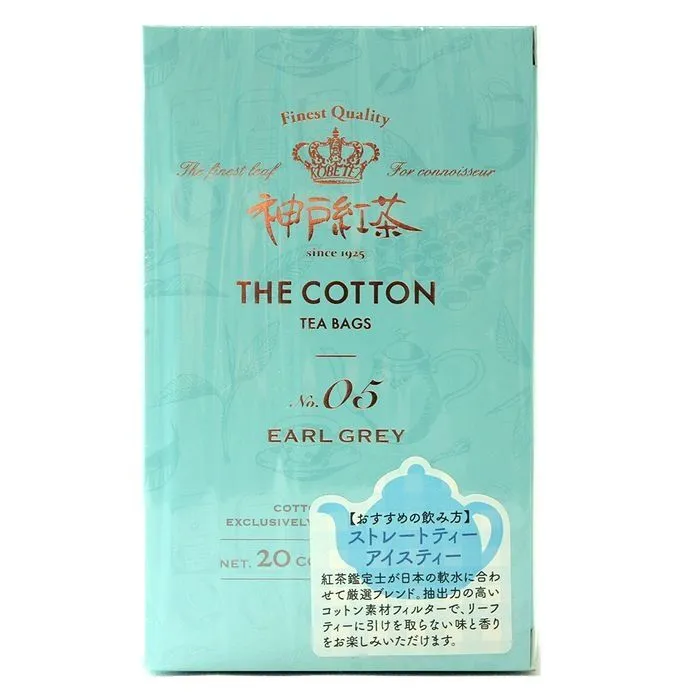 Finest Quality
KOBE TEA
The finest leaf
For connoisseur
神戸紅茶
since 1925
THE COTTON
TEA BAGS
No. 05
EARL GREY
EXCLUSIVELY
NET. 20
【おすすめの飲み方】
ストレートティー
アイスティー
紅茶鑑定士が日本の軟水に合わ
せて厳選ブレンド。抽出力の高い
コットン素材フィルターで、リーフ
ティーに引けを取らない味と香り
をお楽しみいただけます。